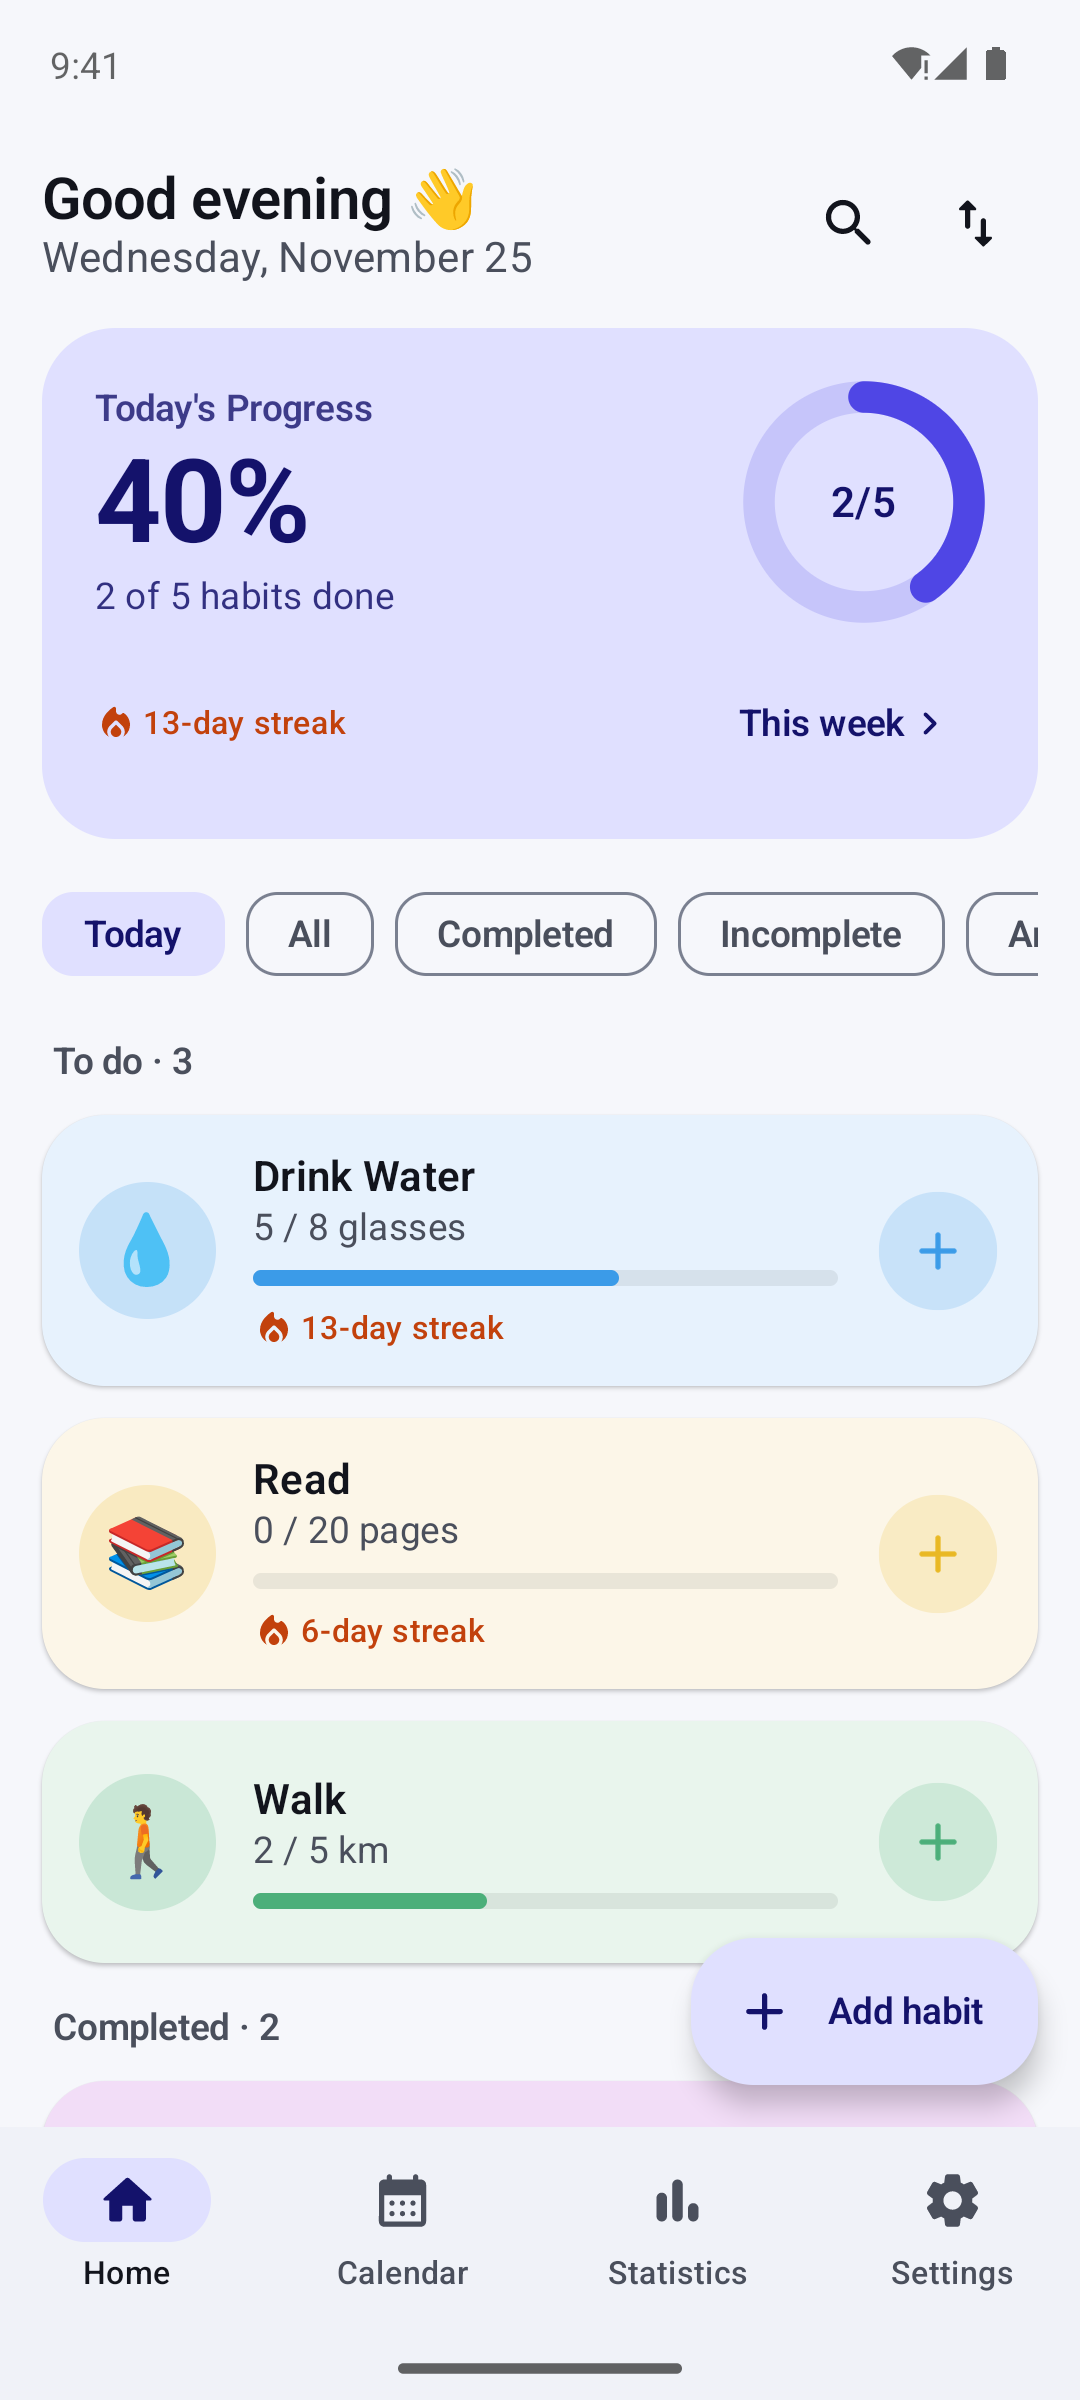 9:41
Good evening 👋
Wednesday, November 25
Today's Progress
40%
2 of 5 habits done
2/5
13-day streak
This week
Today
All
Completed
Incomplete
To do · 3
Drink Water
5 / 8 glasses
13-day streak
Read
0 / 20 pages
6-day streak
Walk
2 / 5 km
Completed · 2
Add habit
Home
Calendar
Statistics
Settings